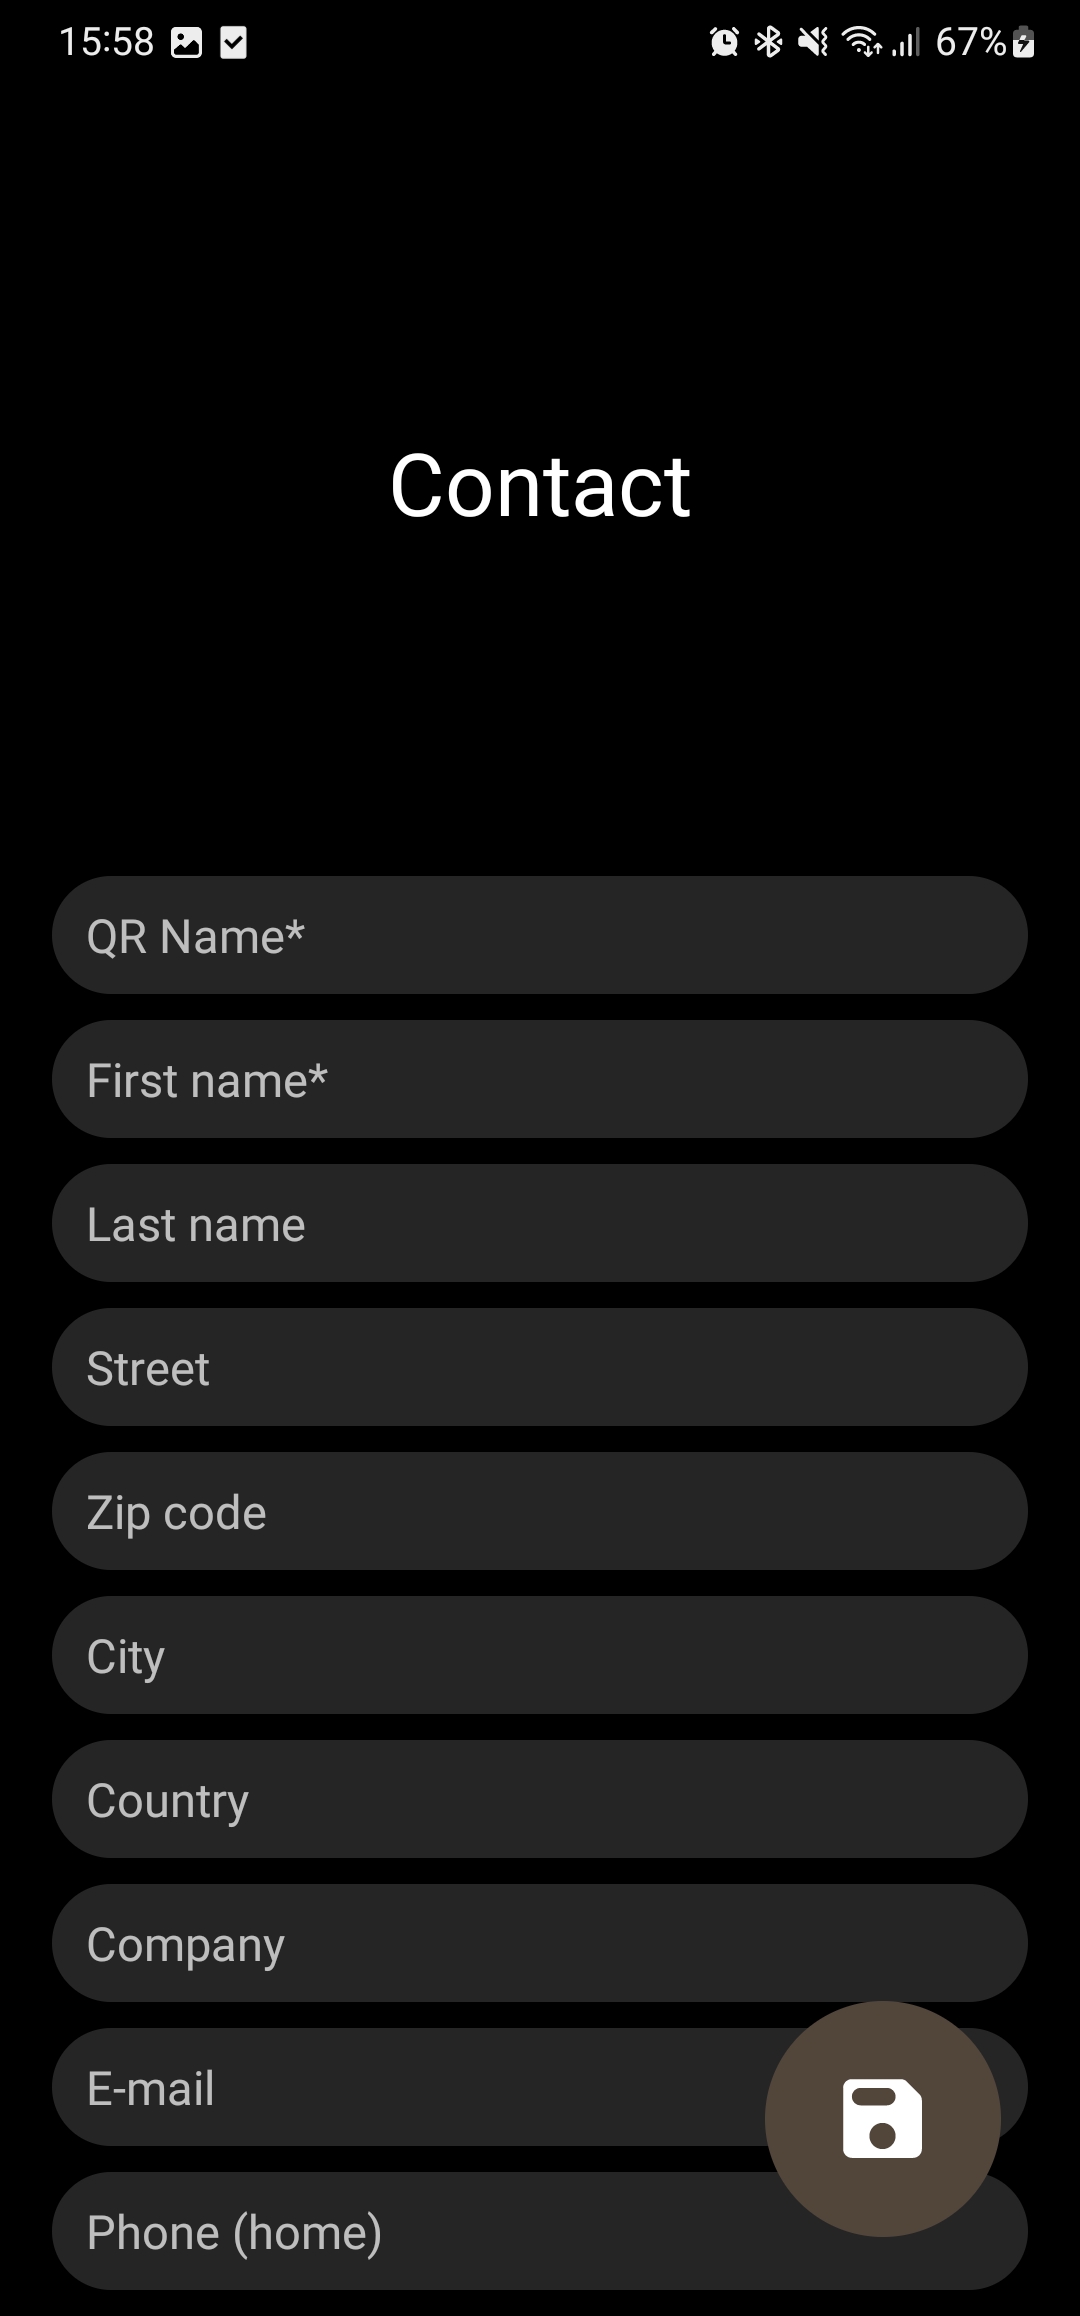 15:58 67%
Contact
QR Name*
First name*
Last name
Street
Zip code
City
Country
Company
E-mail
Phone (home)